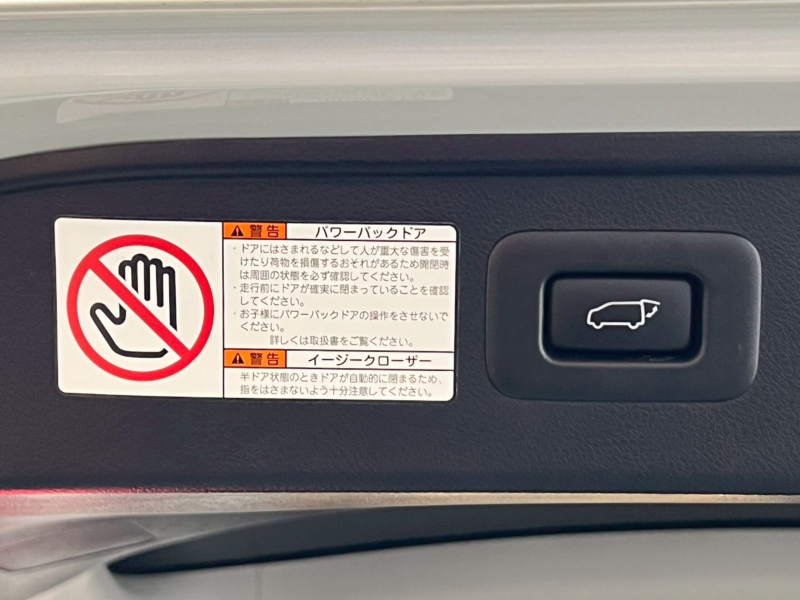 警告 パワーバックドア
・ドアにはさまれるなどして人が重大な傷害を受
けたり荷物を損傷するおそれがあるため開閉時
は周囲の状態を必ず確認してください。
・走行前にドアが確実に閉まっていることを確認
してください。
・お子様にパワーバックドアの操作をさせないで
ください。
詳しくは取扱書をご覧ください。
警告 イージークローザー
半ドア状態のときドアが自動的に閉まるため、
指をはさまないよう十分注意してください。